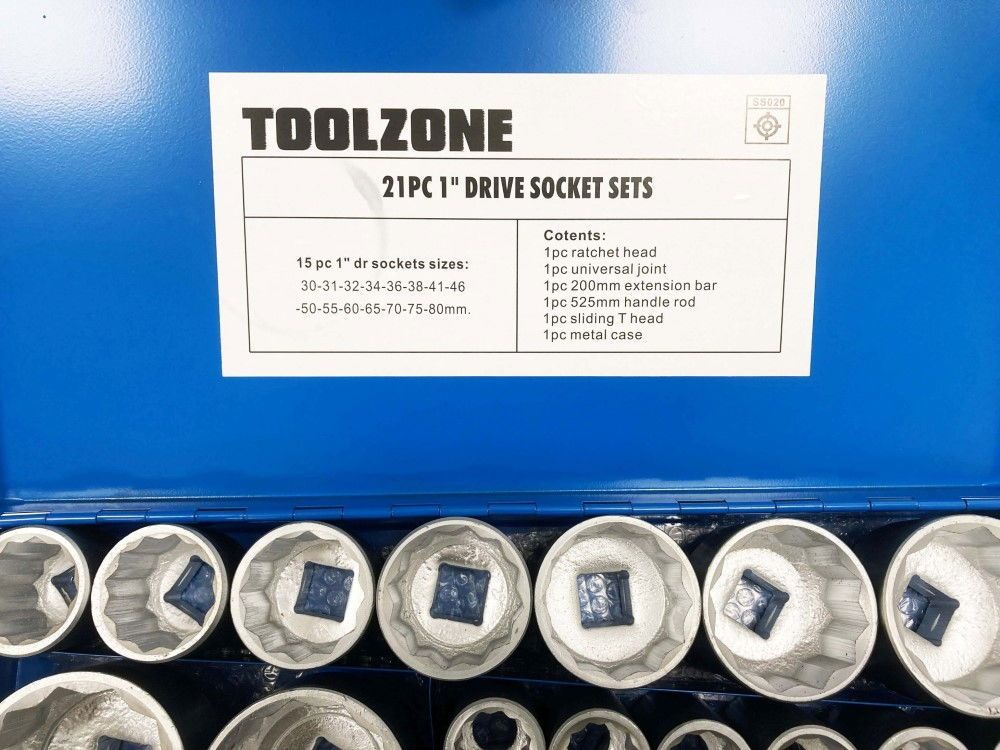 TOOLZONE
SS020
21PC 1" DRIVE SOCKET SETS
15 pc 1" dr sockets sizes:
30-31-32-34-36-38-41-46
-50-55-60-65-70-75-80mm.
Cotents:
1pc ratchet head
1pc universal joint
1pc 200mm extension bar
1pc 525mm handle rod
1pc sliding T head
1pc metal case